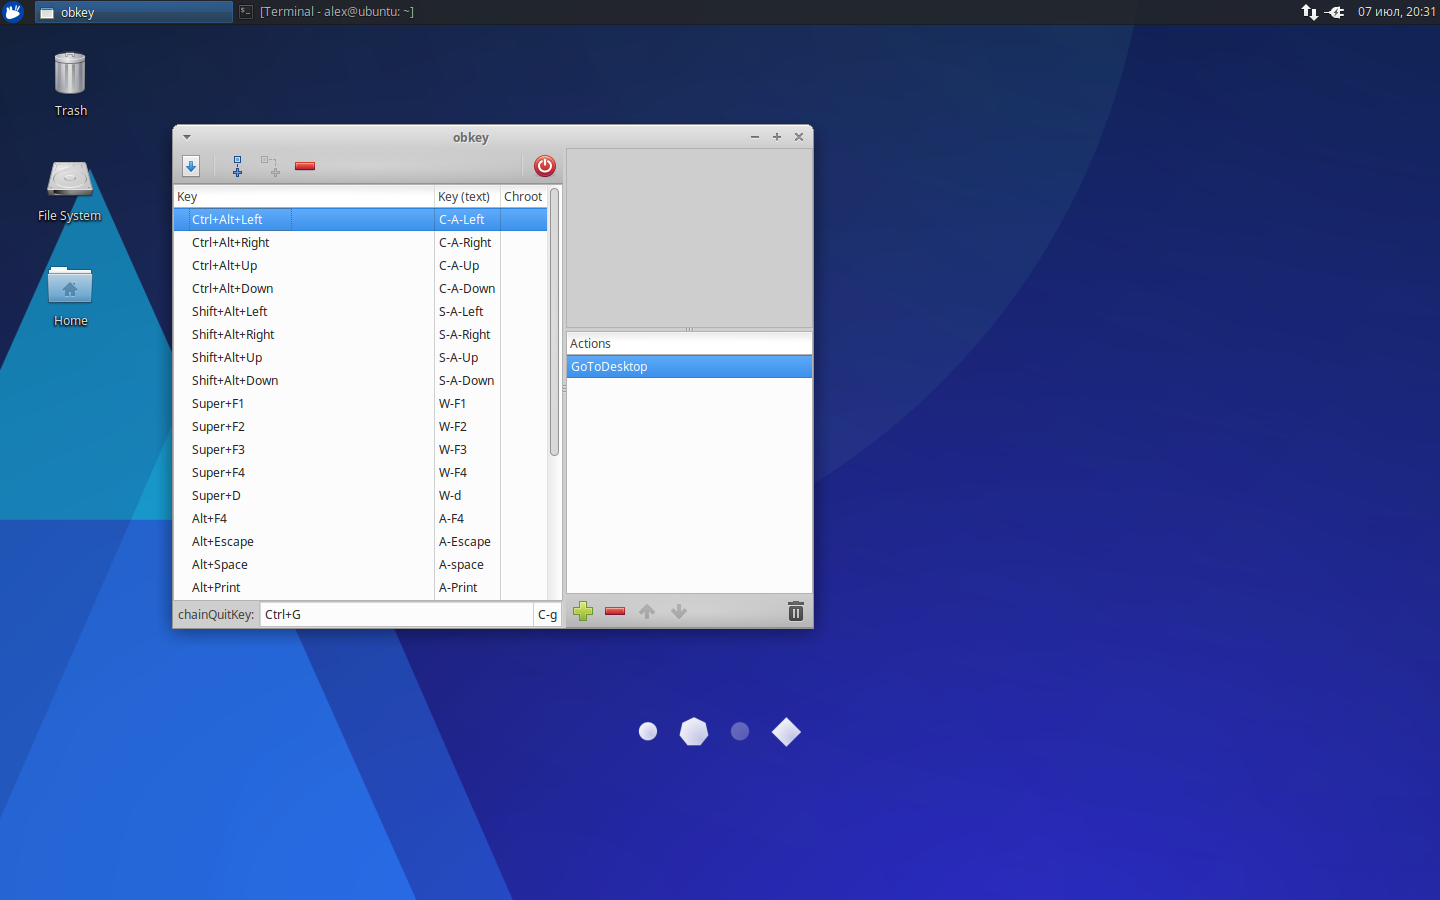 obkey
[Terminal - alex@ubuntu: ~]
07 июл, 20:31
Trash
File System
Home
obkey
Key Key (text) Chroot
Ctrl+Alt+Left C-A-Left
Ctrl+Alt+Right C-A-Right
Ctrl+Alt+Up C-A-Up
Ctrl+Alt+Down C-A-Down
Shift+Alt+Left S-A-Left
Shift+Alt+Right S-A-Right
Shift+Alt+Up S-A-Up
Shift+Alt+Down S-A-Down
Super+F1 W-F1
Super+F2 W-F2
Super+F3 W-F3
Super+F4 W-F4
Super+D W-d
Alt+F4 A-F4
Alt+Escape A-Escape
Alt+Space A-space
Alt+Print A-Print
chainQuitKey: Ctrl+G C-g
Actions
GoToDesktop